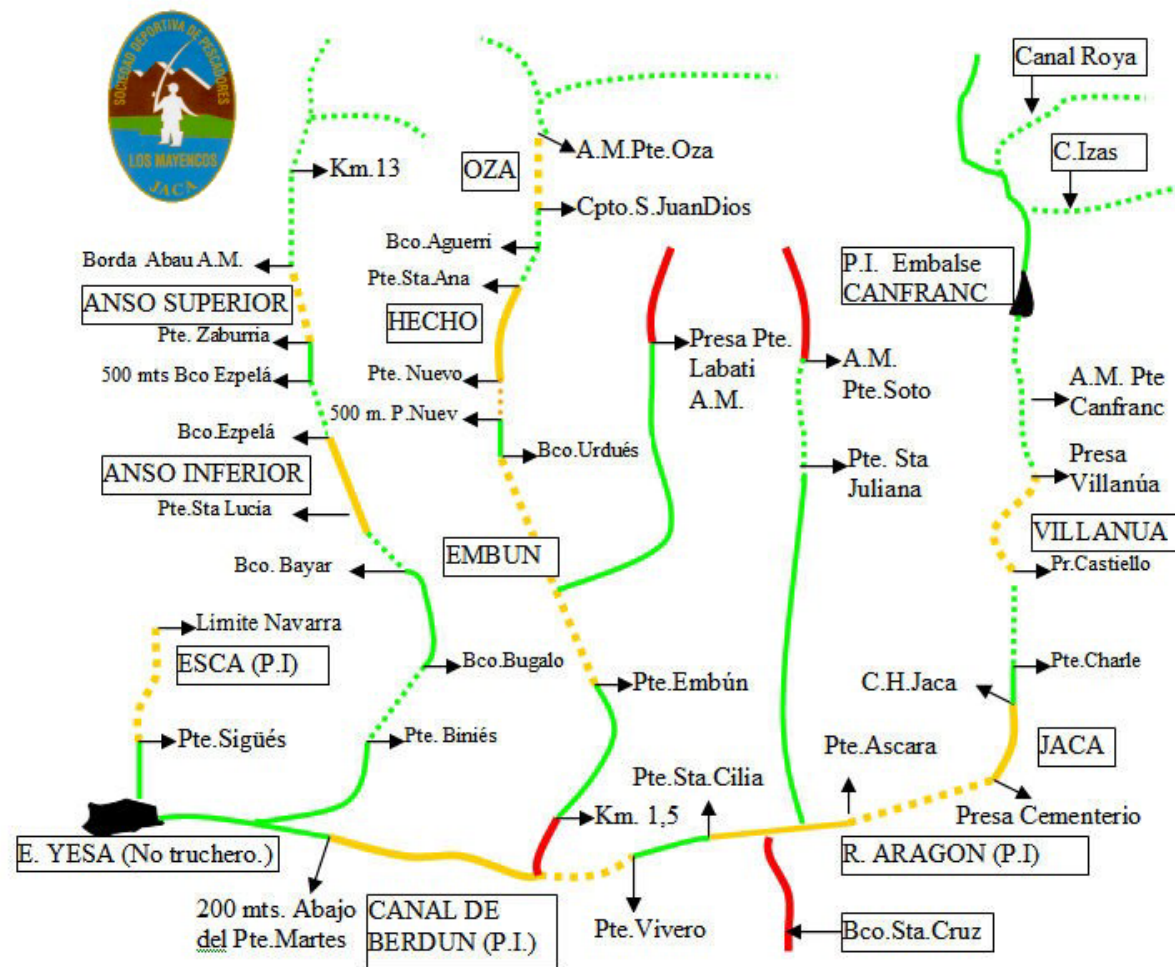 SOCIEDAD DEPORTIVA DE PESCADORES
LOS MAYENCOS
JACA
Canal Roya
C.Izas
A.M.Pte.Oza
OZA
Km.13
Cpto.S.JuanDios
Bco.Aguerri
Borda Abau A.M.
Pte.Sta.Ana
P.I. Embalse
CANFRANC
ANSO SUPERIOR
HECHO
Pte. Zaburria
Presa Pte.
Labati
A.M.
A.M.
Pte.Soto
500 mts Bco Ezpelá
Pte. Nuevo
A.M. Pte
Canfranc
500 m. P.Nuev
Bco.Ezpelá
Bco.Urdués
Pte. Sta
Juliana
Presa
Villanúa
ANSO INFERIOR
Pte.Sta Lucia
VILLANUA
EMBUN
Bco. Bayar
Pr.Castiello
Limite Navarra
ESCA (P.I)
Bco.Bugalo
Pte.Embún
C.H.Jaca
Pte.Charle
Pte.Sigüés
Pte. Biniés
Pte.Ascara
JACA
Pte.Sta.Cilia
Km. 1,5
Presa Cementerio
E. YESA (No truchero.)
R. ARAGON (P.I)
200 mts. Abajo
del Pte.Martes
CANAL DE
BERDUN (P.I.)
Pte.Vivero
Bco.Sta.Cruz